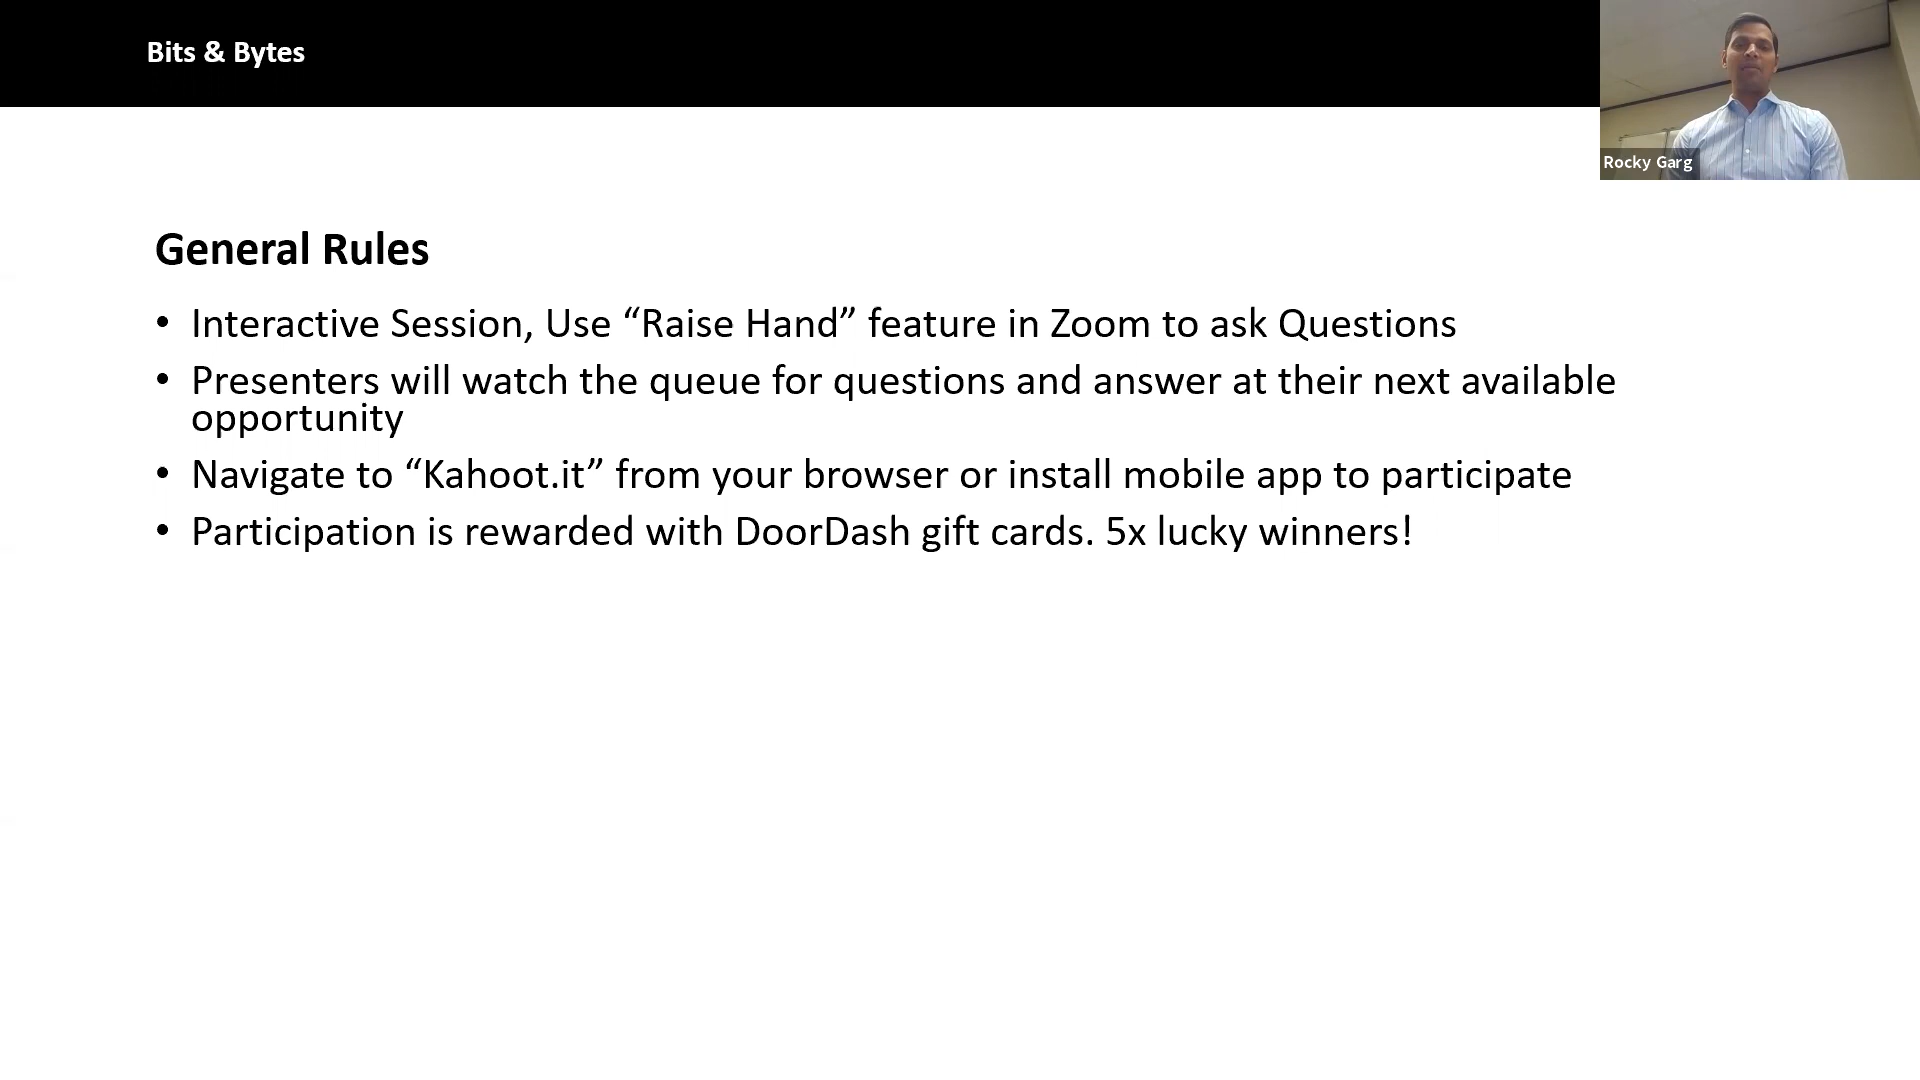 Bits & Bytes
Rocky Garg
General Rules
• Interactive Session, Use “Raise Hand” feature in Zoom to ask Questions
• Presenters will watch the queue for questions and answer at their next available
opportunity
• Navigate to “Kahoot.it” from your browser or install mobile app to participate
• Participation is rewarded with DoorDash gift cards. 5x lucky winners!